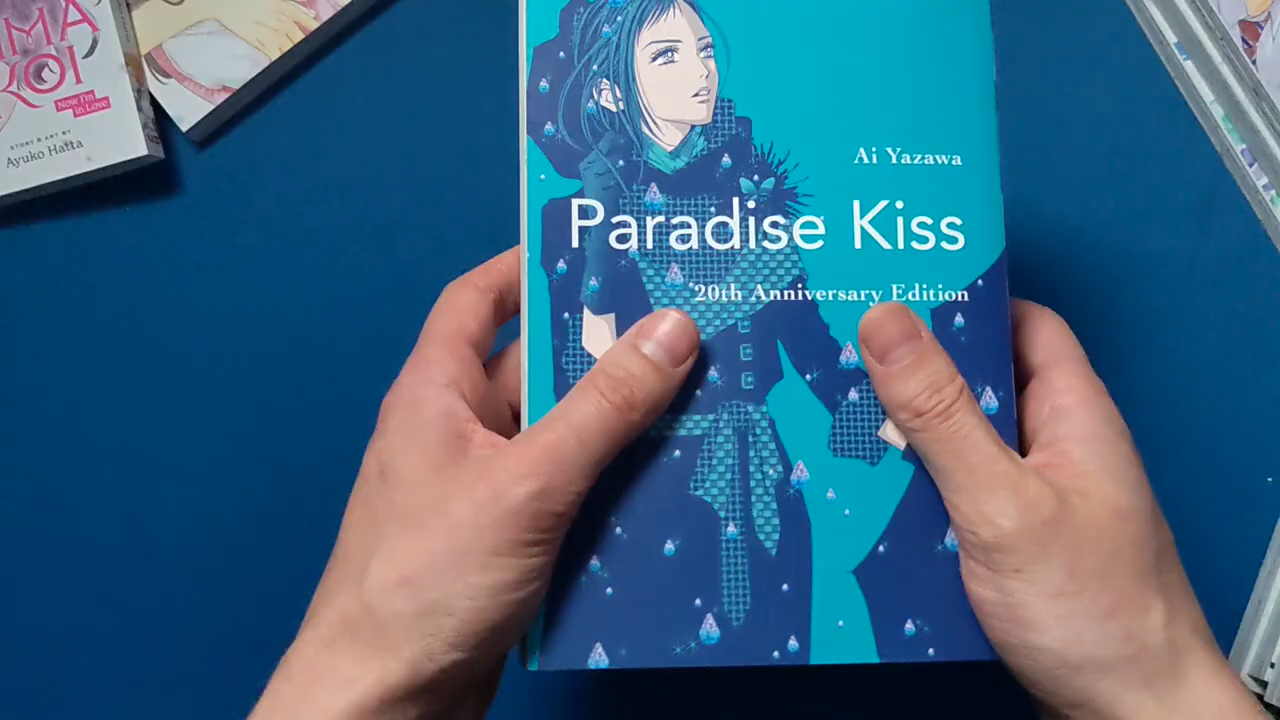 Now I'm
in Love
STORY & ART BY
Ayuko Hatta
Ai Yazawa
Paradise Kiss
20th Anniversary Edition